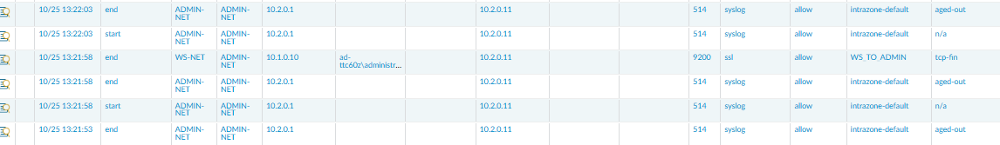 10/25 13:22:03 end ADMIN-NET ADMIN-NET 10.2.0.1 10.2.0.11 514 syslog allow intrazone-default aged-out
10/25 13:22:03 start ADMIN-NET ADMIN-NET 10.2.0.1 10.2.0.11 514 syslog allow intrazone-default n/a
10/25 13:21:58 end WS-NET ADMIN-NET 10.1.0.10 ad-ttc60z\administr... 10.2.0.11 9200 ssl allow WS_TO_ADMIN tcp-fin
10/25 13:21:58 end ADMIN-NET ADMIN-NET 10.2.0.1 10.2.0.11 514 syslog allow intrazone-default aged-out
10/25 13:21:58 start ADMIN-NET ADMIN-NET 10.2.0.1 10.2.0.11 514 syslog allow intrazone-default n/a
10/25 13:21:53 end ADMIN-NET ADMIN-NET 10.2.0.1 10.2.0.11 514 syslog allow intrazone-default aged-out